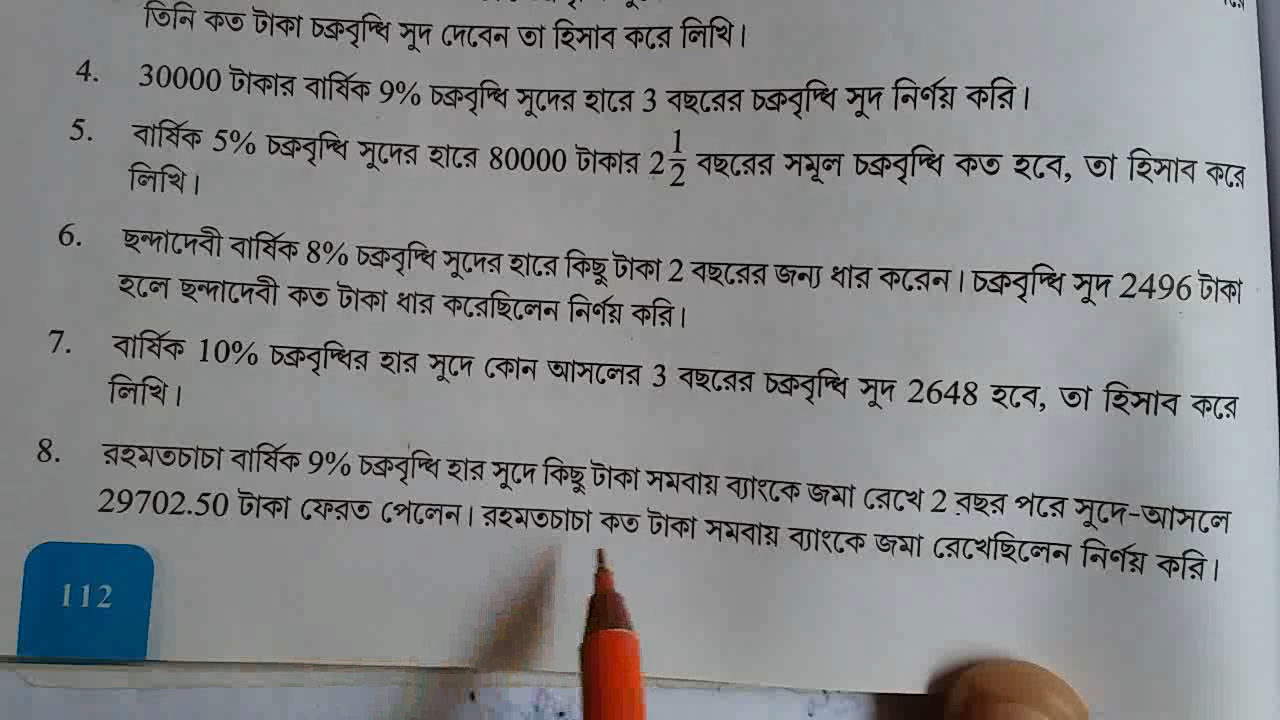 তিনি কত টাকা চক্রবৃদ্ধি সুদ দেবেন তা হিসাব করে লিখি।
4. 30000 টাকার বার্ষিক 9% চক্রবৃদ্ধি সুদের হারে 3 বছরের চক্রবৃদ্ধি সুদ নির্ণয় করি।
5. বার্ষিক 5% চক্রবৃদ্ধি সুদের হারে 80000 টাকার 2 1/2 বছরের সমূল চক্রবৃদ্ধি কত হবে, তা হিসাব করে
লিখি।
6. ছন্দাদেবী বার্ষিক 8% চক্রবৃদ্ধি সুদের হারে কিছু টাকা 2 বছরের জন্য ধার করেন। চক্রবৃদ্ধি সুদ 2496 টাকা
হলে ছন্দাদেবী কত টাকা ধার করেছিলেন নির্ণয় করি।
7. বার্ষিক 10% চক্রবৃদ্ধির হার সুদে কোন আসলের 3 বছরের চক্রবৃদ্ধি সুদ 2648 হবে, তা হিসাব করে
লিখি।
8. রহমতচাচা বার্ষিক 9% চক্রবৃদ্ধি হার সুদে কিছু টাকা সমবায় ব্যাংকে জমা রেখে 2 বছর পরে সুদে-আসলে
29702.50 টাকা ফেরত পেলেন। রহমতচাচা কত টাকা সমবায় ব্যাংকে জমা রেখেছিলেন নির্ণয় করি।
112